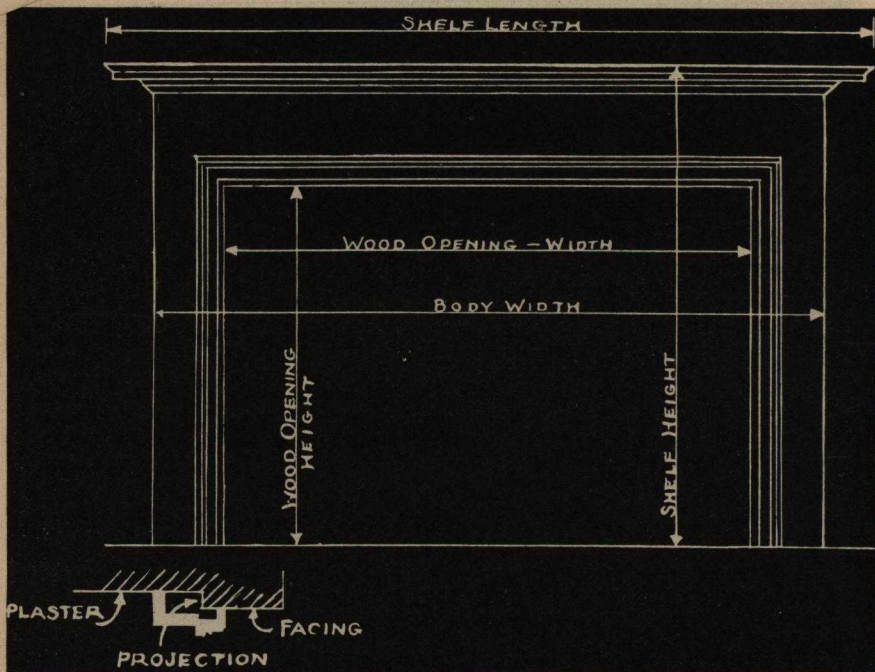 SHELF LENGTH
WOOD OPENING - WIDTH
BODY WIDTH
WOOD OPENING
HEIGHT
SHELF HEIGHT
PLASTER
FACING
PROJECTION